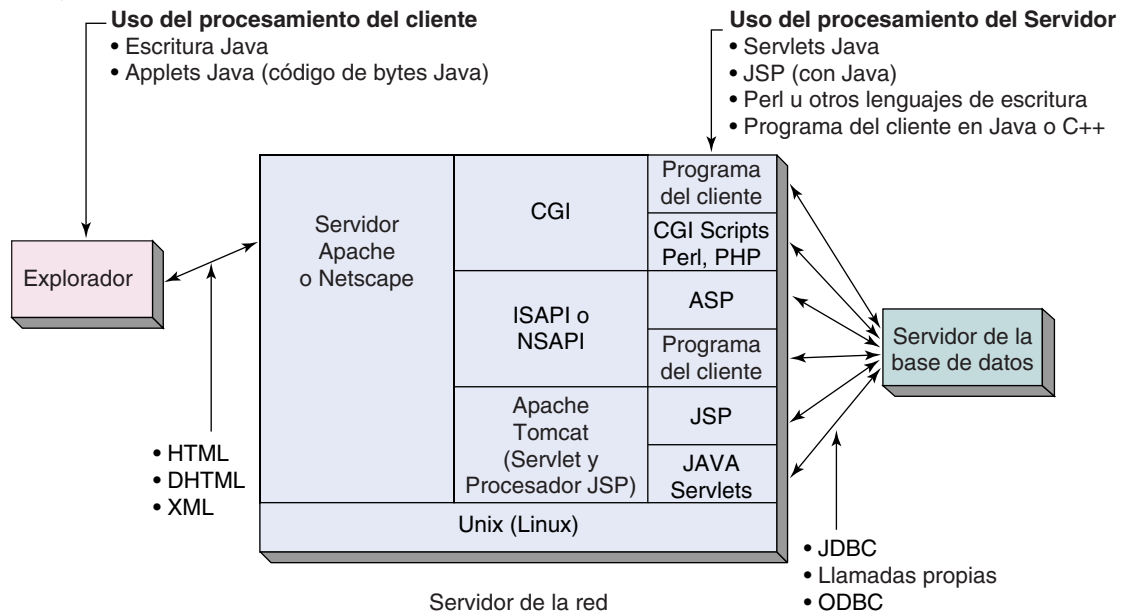 Uso del procesamiento del cliente
• Escritura Java
• Applets Java (código de bytes Java)
Uso del procesamiento del Servidor
• Servlets Java
• JSP (con Java)
• Perl u otros lenguajes de escritura
• Programa del cliente en Java o C++
Explorador
• HTML
• DHTML
• XML
Servidor
Apache
o Netscape
CGI
Programa
del cliente
CGI Scripts
Perl, PHP
ISAPI o
NSAPI
ASP
Programa
del cliente
Apache
Tomcat
(Servlet y
Procesador JSP)
JSP
JAVA
Servlets
Unix (Linux)
Servidor de la
base de datos
• JDBC
• Llamadas propias
• ODBC
Servidor de la red